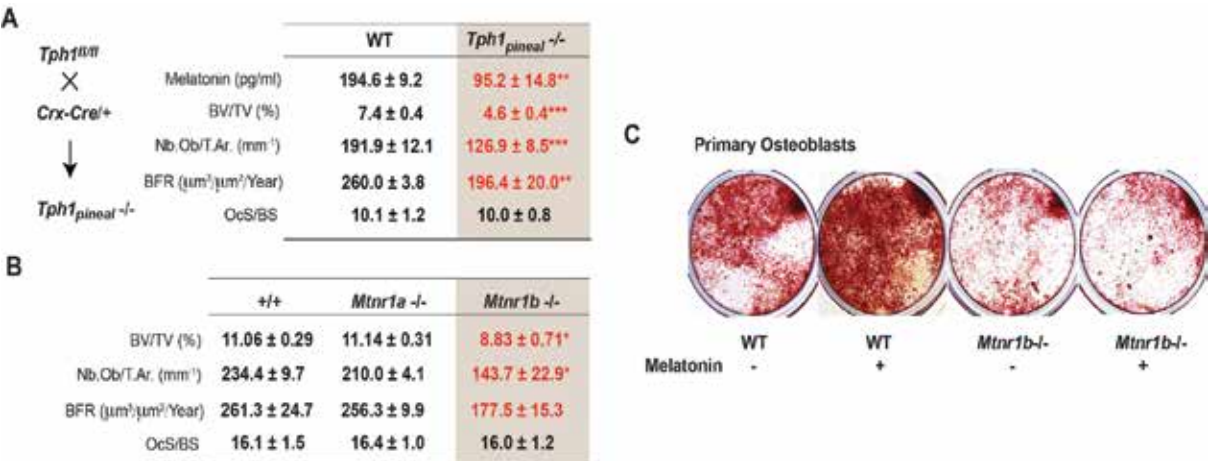 A
Tph1fl/fl
X
Crx-Cre/+
Tph1pineal -/-
WT Tph1pineal -/-
Melatonin (pg/ml) 194.6 ± 9.2 95.2 ± 14.8**
BV/TV (%) 7.4 ± 0.4 4.6 ± 0.4***
Nb.Ob/T.Ar. (mm⁻¹) 191.9 ± 12.1 126.9 ± 8.5***
BFR (µm³/µm²/Year) 260.0 ± 3.8 196.4 ± 20.0**
OcS/BS 10.1 ± 1.2 10.0 ± 0.8
B
+/+ Mtnr1a -/- Mtnr1b -/-
BV/TV (%) 11.06 ± 0.29 11.14 ± 0.31 8.83 ± 0.71*
Nb.Ob/T.Ar. (mm⁻¹) 234.4 ± 9.7 210.0 ± 4.1 143.7 ± 22.9*
BFR (µm³/µm²/Year) 261.3 ± 24.7 256.3 ± 9.9 177.5 ± 15.3
OcS/BS 16.1 ± 1.5 16.4 ± 1.0 16.0 ± 1.2
C
Primary Osteoblasts
WT WT Mtnr1b-/- Mtnr1b-/-
Melatonin - + - +